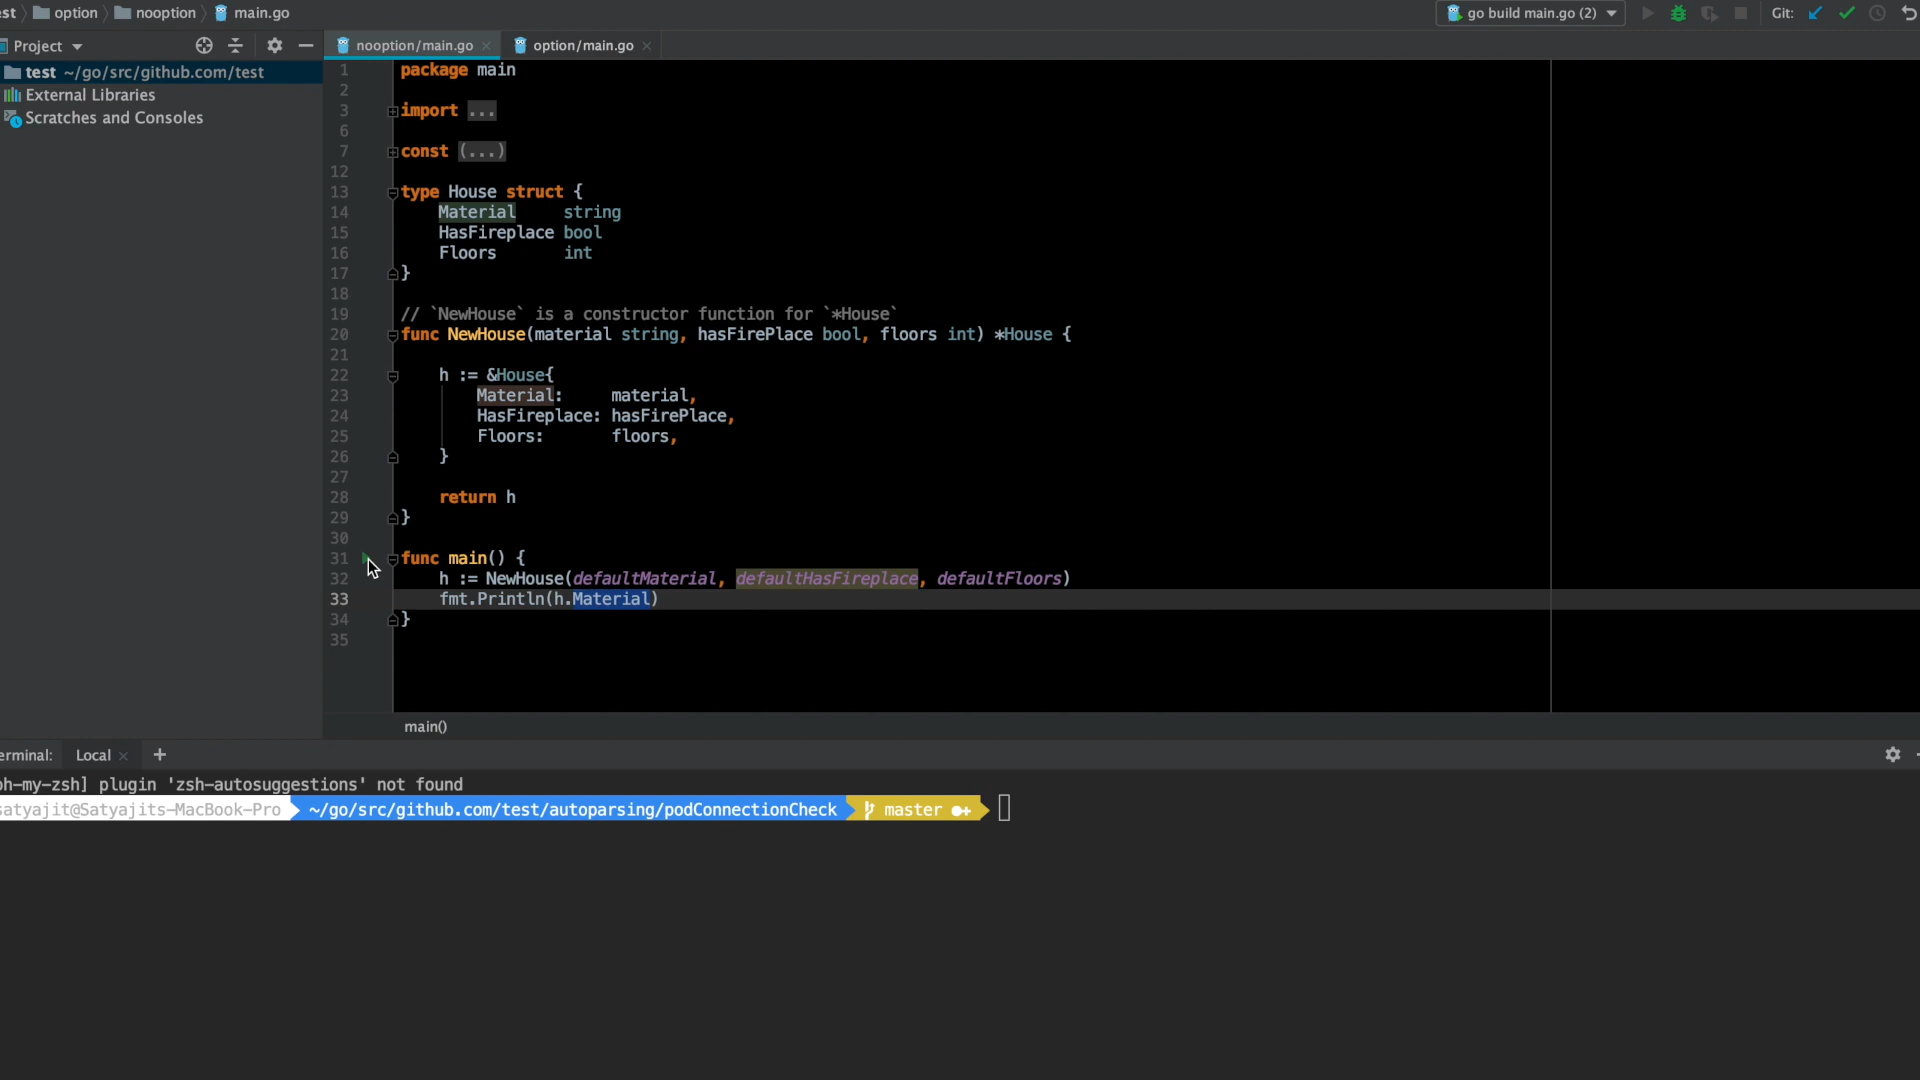 est option nooption main.go go build main.go (2) Git:
Project nooption/main.go option/main.go
test ~/go/src/github.com/test
External Libraries
Scratches and Consoles
1 package main
2
3 import ...
6
7 const (...)
12
13 type House struct {
14 Material string
15 HasFireplace bool
16 Floors int
17 }
18
19 // `NewHouse` is a constructor function for `*House`
20 func NewHouse(material string, hasFirePlace bool, floors int) *House {
21
22 h := &House{
23 Material: material,
24 HasFireplace: hasFirePlace,
25 Floors: floors,
26 }
27
28 return h
29 }
30
31 func main() {
32 h := NewHouse(defaultMaterial, defaultHasFireplace, defaultFloors)
33 fmt.Println(h.Material)
34 }
35
main()
erminal: Local +
oh-my-zsh] plugin 'zsh-autosuggestions' not found
satyajit@Satyajits-MacBook-Pro ~/go/src/github.com/test/autoparsing/podConnectionCheck master ●+